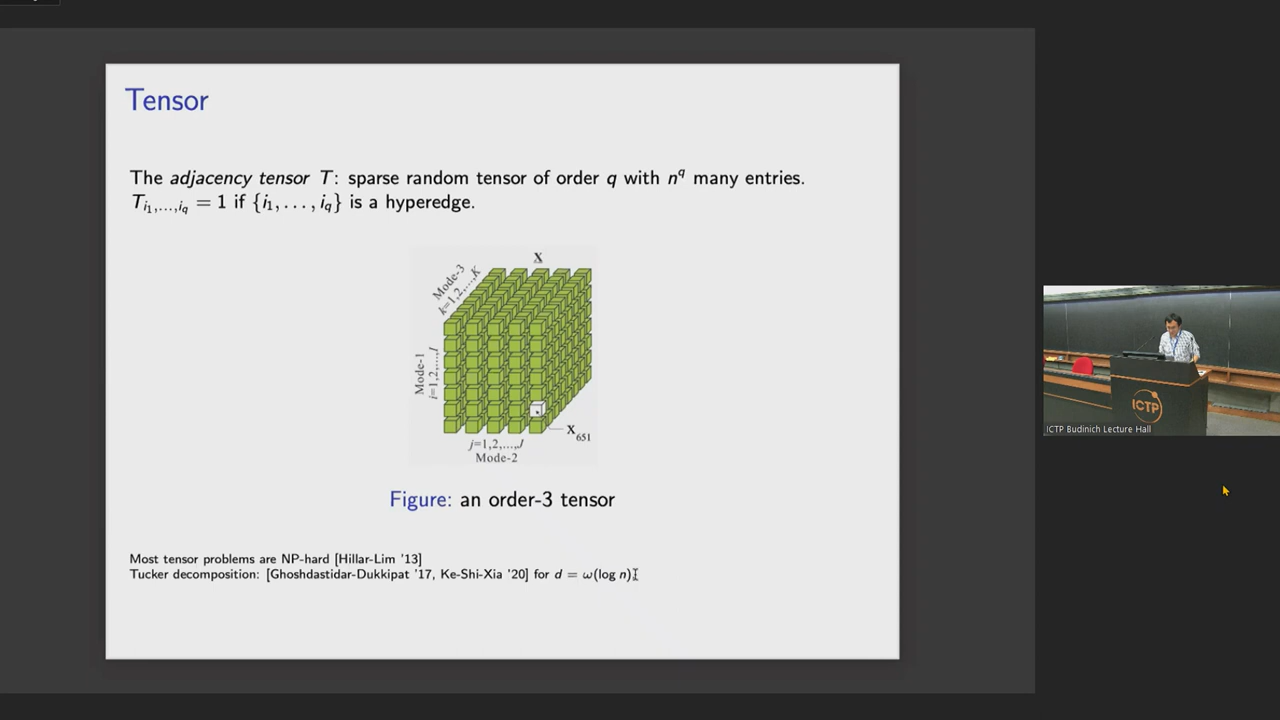 Tensor
The adjacency tensor T: sparse random tensor of order q with n^q many entries.
T_{i_1,...,i_q} = 1 if {i_1, . . . , i_q} is a hyperedge.
X
Mode-3
k=1,2,...,K
Mode-1
i=1,2,...,I
X_{651}
j=1,2,...,J
Mode-2
Figure: an order-3 tensor
Most tensor problems are NP-hard [Hillar-Lim '13]
Tucker decomposition: [Ghoshdastidar-Dukkipat '17, Ke-Shi-Xia '20] for d = ω(log n)
ICTP
ICTP Budinich Lecture Hall